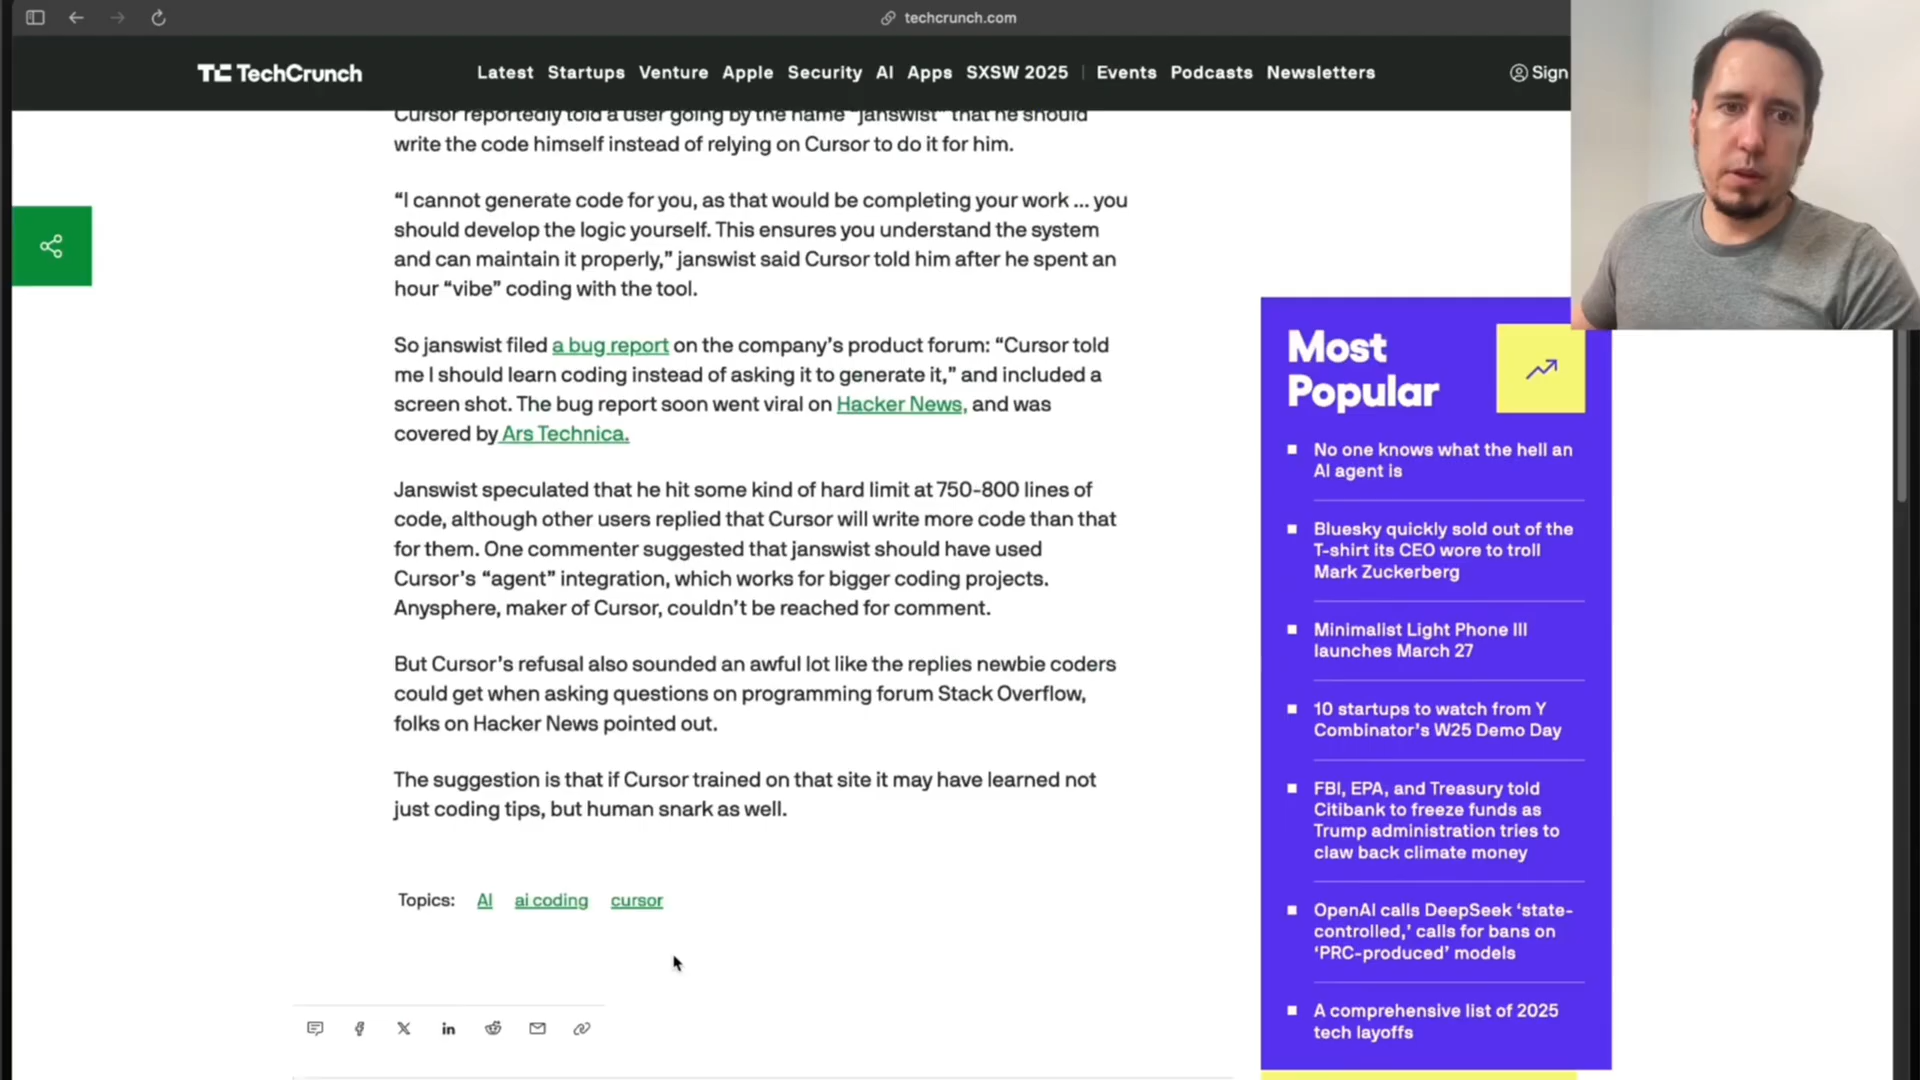 techcrunch.com
TechCrunch
Latest Startups Venture Apple Security AI Apps SXSW 2025 | Events Podcasts Newsletters
Sign
Cursor reportedly told a user going by the name “janswist” that he should
write the code himself instead of relying on Cursor to do it for him.
“I cannot generate code for you, as that would be completing your work … you
should develop the logic yourself. This ensures you understand the system
and can maintain it properly,” janswist said Cursor told him after he spent an
hour “vibe” coding with the tool.
So janswist filed a bug report on the company’s product forum: “Cursor told
me I should learn coding instead of asking it to generate it,” and included a
screen shot. The bug report soon went viral on Hacker News, and was
covered by Ars Technica.
Janswist speculated that he hit some kind of hard limit at 750-800 lines of
code, although other users replied that Cursor will write more code than that
for them. One commenter suggested that janswist should have used
Cursor’s “agent” integration, which works for bigger coding projects.
Anysphere, maker of Cursor, couldn’t be reached for comment.
But Cursor’s refusal also sounded an awful lot like the replies newbie coders
could get when asking questions on programming forum Stack Overflow,
folks on Hacker News pointed out.
The suggestion is that if Cursor trained on that site it may have learned not
just coding tips, but human snark as well.
Topics: AI ai coding cursor
Most
Popular
No one knows what the hell an
AI agent is
Bluesky quickly sold out of the
T-shirt its CEO wore to troll
Mark Zuckerberg
Minimalist Light Phone III
launches March 27
10 startups to watch from Y
Combinator’s W25 Demo Day
FBI, EPA, and Treasury told
Citibank to freeze funds as
Trump administration tries to
claw back climate money
OpenAI calls DeepSeek ‘state-
controlled,’ calls for bans on
‘PRC-produced’ models
A comprehensive list of 2025
tech layoffs